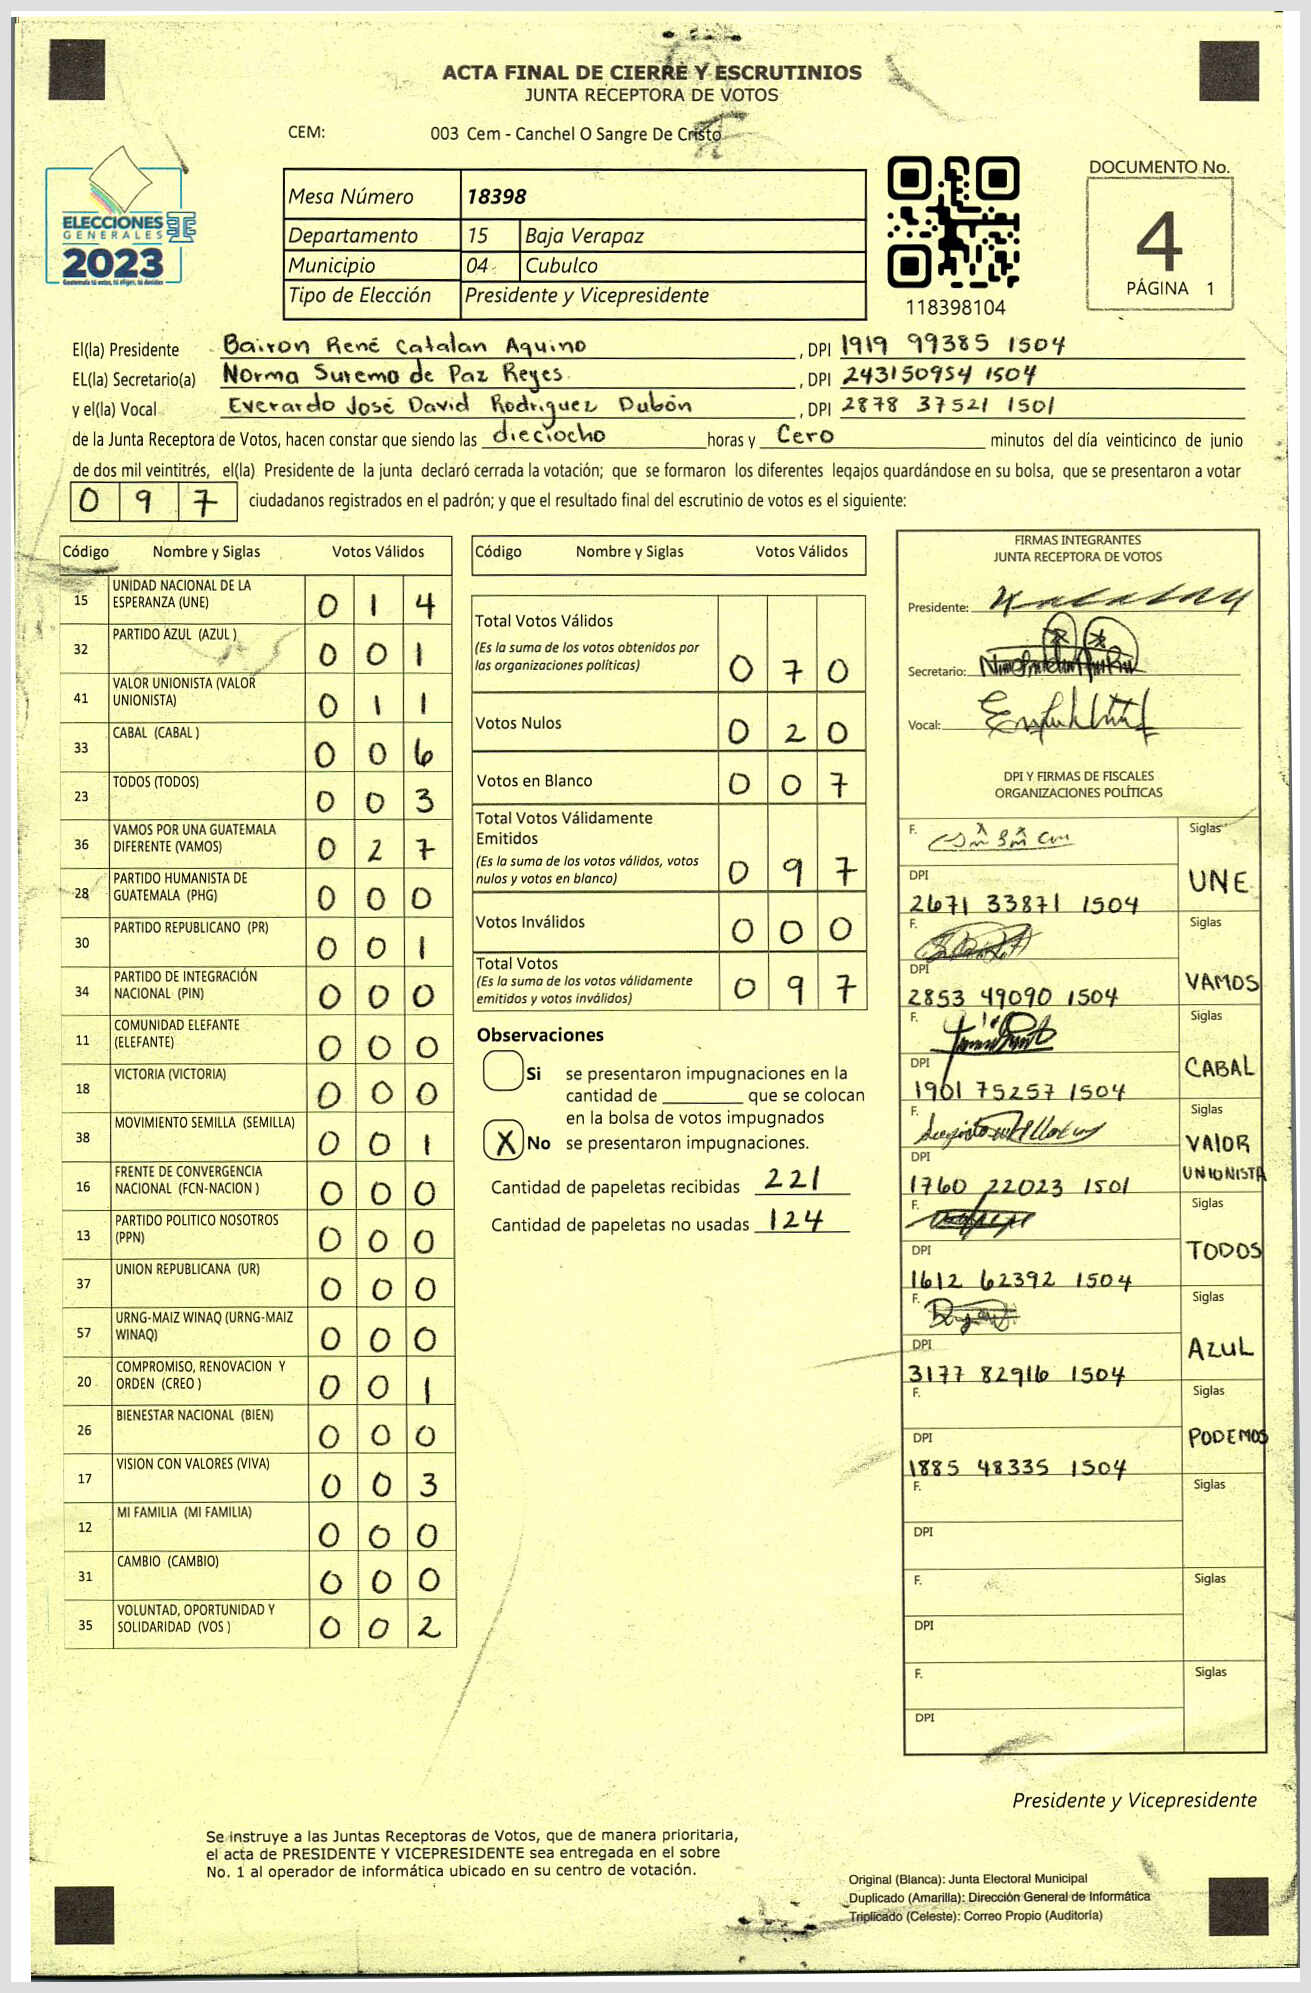 ACTA FINAL DE CIERRE Y ESCRUTINIOS
JUNTA RECEPTORA DE VOTOS
CEM: 003 Cem - Canchel O Sangre De Cristo
ELECCIONES
GENERALES
2023
Guatemala tú votas, tú eliges, tú decides
Mesa Número 18398
Departamento 15 Baja Verapaz
Municipio 04 Cubulco
Tipo de Elección Presidente y Vicepresidente
118398104
DOCUMENTO No.
4
PÁGINA 1
El(la) Presidente Bairon René Catalan Aquino , DPI 1919 99385 1504
EL(la) Secretario(a) Norma Suremo de Paz Reyes , DPI 243150954 1504
y el(la) Vocal Everardo José David Rodriguez Dubón , DPI 2878 37521 1501
de la Junta Receptora de Votos, hacen constar que siendo las dieciocho horas y Cero minutos del día veinticinco de junio
de dos mil veintitrés, el(la) Presidente de la junta declaró cerrada la votación; que se formaron los diferentes legajos guardándose en su bolsa, que se presentaron a votar
0 9 7 ciudadanos registrados en el padrón; y que el resultado final del escrutinio de votos es el siguiente:
Código Nombre y Siglas Votos Válidos
15 UNIDAD NACIONAL DE LA ESPERANZA (UNE) 0 1 4
32 PARTIDO AZUL (AZUL ) 0 0 1
41 VALOR UNIONISTA (VALOR UNIONISTA) 0 1 1
33 CABAL (CABAL ) 0 0 6
23 TODOS (TODOS) 0 0 3
36 VAMOS POR UNA GUATEMALA DIFERENTE (VAMOS) 0 2 7
28 PARTIDO HUMANISTA DE GUATEMALA (PHG) 0 0 0
30 PARTIDO REPUBLICANO (PR) 0 0 1
34 PARTIDO DE INTEGRACIÓN NACIONAL (PIN) 0 0 0
11 COMUNIDAD ELEFANTE (ELEFANTE) 0 0 0
18 VICTORIA (VICTORIA) 0 0 0
38 MOVIMIENTO SEMILLA (SEMILLA) 0 0 1
16 FRENTE DE CONVERGENCIA NACIONAL (FCN-NACION ) 0 0 0
13 PARTIDO POLITICO NOSOTROS (PPN) 0 0 0
37 UNION REPUBLICANA (UR) 0 0 0
57 URNG-MAIZ WINAQ (URNG-MAIZ WINAQ) 0 0 0
20 COMPROMISO, RENOVACION Y ORDEN (CREO ) 0 0 1
26 BIENESTAR NACIONAL (BIEN) 0 0 0
17 VISION CON VALORES (VIVA) 0 0 3
12 MI FAMILIA (MI FAMILIA) 0 0 0
31 CAMBIO (CAMBIO) 0 0 0
35 VOLUNTAD, OPORTUNIDAD Y SOLIDARIDAD (VOS ) 0 0 2
Código Nombre y Siglas Votos Válidos
Total Votos Válidos
(Es la suma de los votos obtenidos por
las organizaciones políticas) 0 7 0
Votos Nulos 0 2 0
Votos en Blanco 0 0 7
Total Votos Válidamente
Emitidos
(Es la suma de los votos válidos, votos
nulos y votos en blanco) 0 9 7
Votos Inválidos 0 0 0
Total Votos
(Es la suma de los votos válidamente
emitidos y votos inválidos) 0 9 7
Observaciones
Si se presentaron impugnaciones en la
cantidad de ________ que se colocan
en la bolsa de votos impugnados
X No se presentaron impugnaciones.
Cantidad de papeletas recibidas 221
Cantidad de papeletas no usadas 124
FIRMAS INTEGRANTES
JUNTA RECEPTORA DE VOTOS
Presidente:
Secretario:
Vocal:
DPI Y FIRMAS DE FISCALES
ORGANIZACIONES POLÍTICAS
F. Siglas
DPI UNE
2671 33871 1504
F. Siglas
DPI VAMOS
2853 49090 1504
F. Siglas
DPI CABAL
1901 75257 1504
F. Siglas
DPI VALOR UNIONISTA
1760 22023 1501
F. Siglas
DPI TODOS
1612 62392 1504
F. Siglas
DPI AZUL
3177 82916 1504
F. Siglas
DPI PODEMOS
1885 48335 1504
F. Siglas
DPI
F. Siglas
DPI
F. Siglas
DPI
Presidente y Vicepresidente
Se instruye a las Juntas Receptoras de Votos, que de manera prioritaria,
el acta de PRESIDENTE Y VICEPRESIDENTE sea entregada en el sobre
No. 1 al operador de informática ubicado en su centro de votación.
Original (Blanca): Junta Electoral Municipal
Duplicado (Amarilla): Dirección General de Informática
Triplicado (Celeste): Correo Propio (Auditoría)